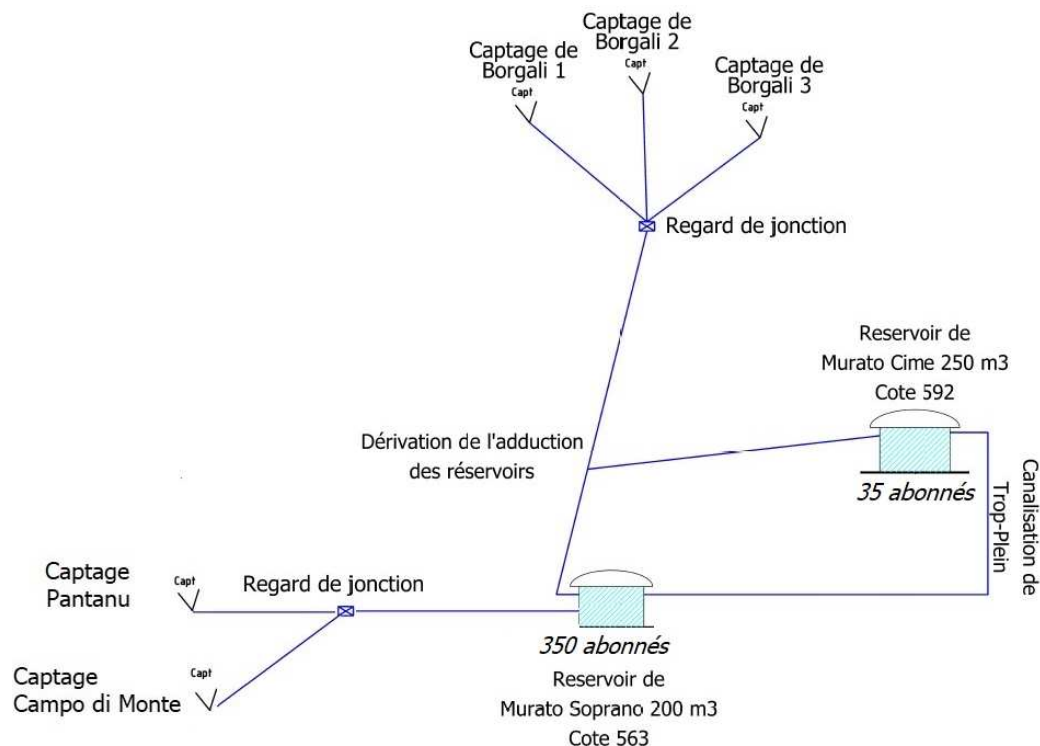 Captage de
Borgali 1
Capt
Captage de
Borgali 2
Capt
Captage de
Borgali 3
Capt
Regard de jonction
Reservoir de
Murato Cime 250 m3
Cote 592
35 abonnés
Dérivation de l'adduction
des réservoirs
Canalisation de
Trop-Plein
Captage
Pantanu
Capt
Regard de jonction
Captage
Campo di Monte
Capt
350 abonnés
Reservoir de
Murato Soprano 200 m3
Cote 563